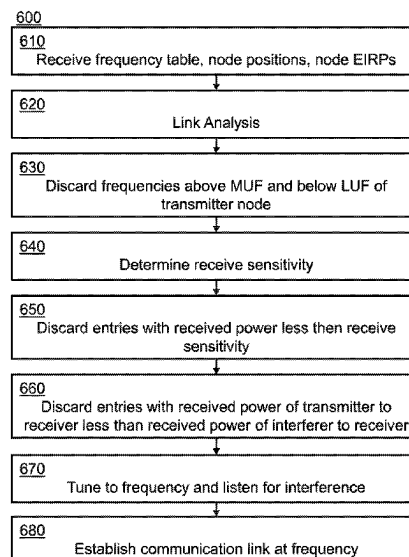 600
610
Receive frequency table, node positions, node EIRPs
620
Link Analysis
630
Discard frequencies above MUF and below LUF of
transmitter node
640
Determine receive sensitivity
650
Discard entries with received power less then receive
sensitivity
660
Discard entries with received power of transmitter to
receiver less than received power of interferer to receiver
670
Tune to frequency and listen for interference
680
Establish communication link at frequency